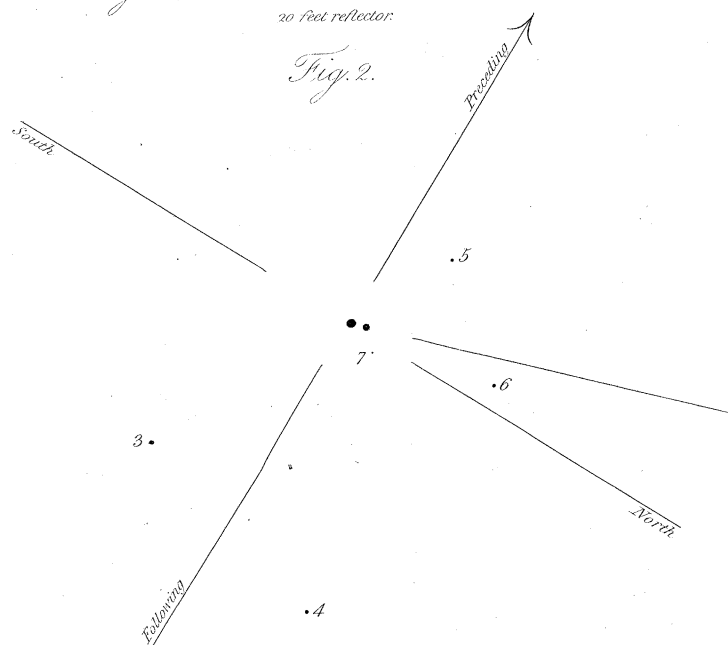 20 feet reflector.
Fig. 2.
Preceding
South
5
7
6
3
North
Following
4